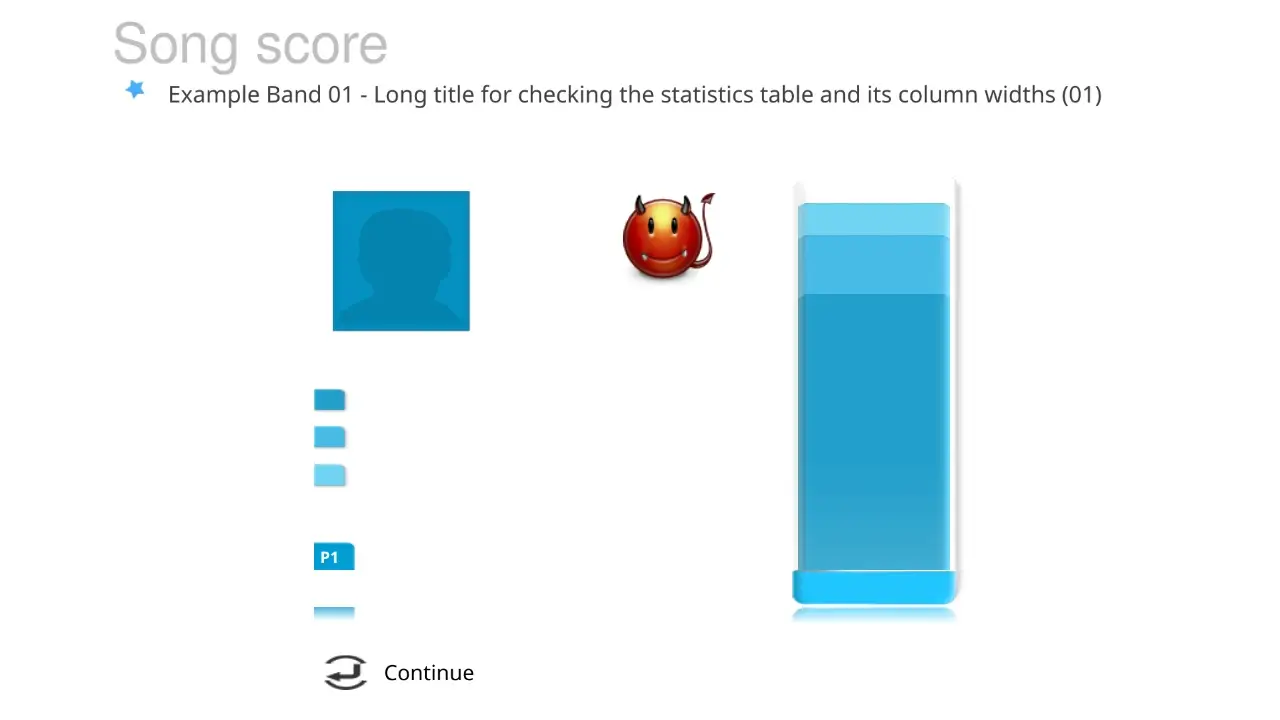 Song score
Example Band 01 - Long title for checking the statistics table and its column widths (01)
P1
Continue